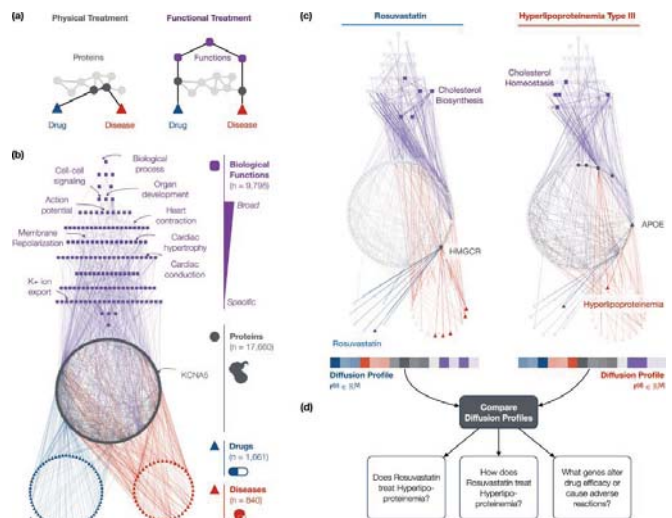 (a)
Physical Treatment
Functional Treatment
Proteins
Functions
Drug
Disease
Drug
Disease
(b)
Biological
process
Cell-cell
signaling
Organ
development
Action
potential
Heart
contraction
Membrane
Repolarization
Cardiac
hypertrophy
Cardiac
conduction
K+ ion
export
KCNA5
Biological
Functions
(n = 9,798)
Broad
Specific
Proteins
(n = 17,660)
Drugs
(n = 1,661)
Diseases
(n = 840)
(c)
Rosuvastatin
Hyperlipoproteinemia Type III
Cholesterol
Biosynthesis
Cholesterol
Homeostasis
HMGCR
APOE
Hyperlipoproteinemia
Rosuvastatin
Diffusion Profile
Diffusion Profile
(d)
Compare
Diffusion Profiles
Does Rosuvastatin
treat Hyperlipo-
proteinemia?
How does
Rosuvastatin treat
Hyperlipo-
proteinemia?
What genes alter
drug efficacy or
cause adverse
reactions?